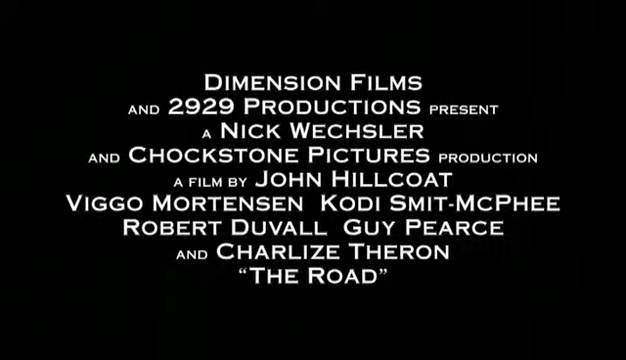 DIMENSION FILMS
AND 2929 PRODUCTIONS PRESENT
A NICK WECHSLER
AND CHOCKSTONE PICTURES PRODUCTION
A FILM BY JOHN HILLCOAT
VIGGO MORTENSEN KODI SMIT-MCPHEE
ROBERT DUVALL GUY PEARCE
AND CHARLIZE THERON
“THE ROAD”